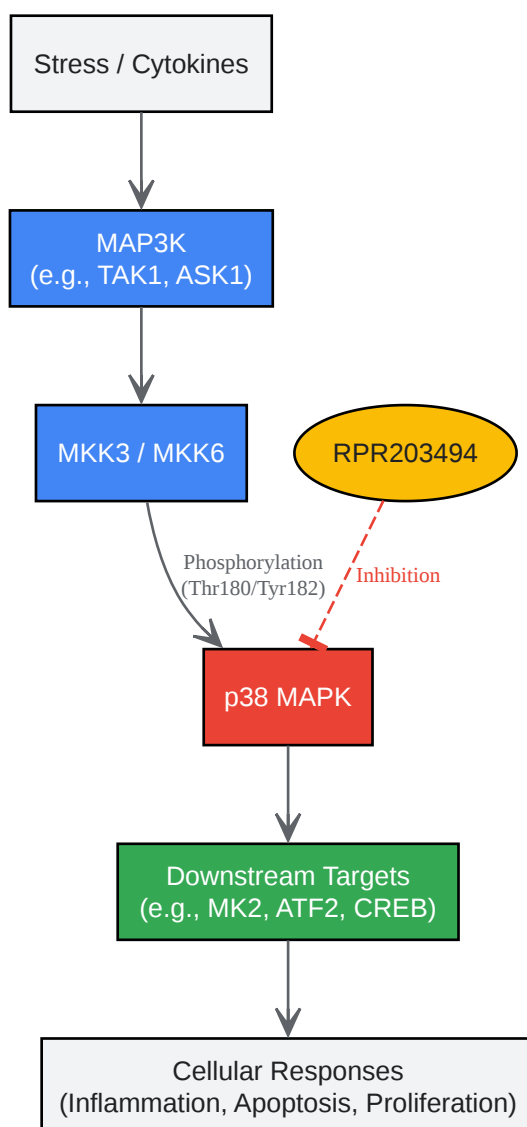 Stress / Cytokines
MAP3K
(e.g., TAK1, ASK1)
MKK3 / MKK6
RPR203494
Phosphorylation
(Thr180/Tyr182)
Inhibition
p38 MAPK
Downstream Targets
(e.g., MK2, ATF2, CREB)
Cellular Responses
(Inflammation, Apoptosis, Proliferation)